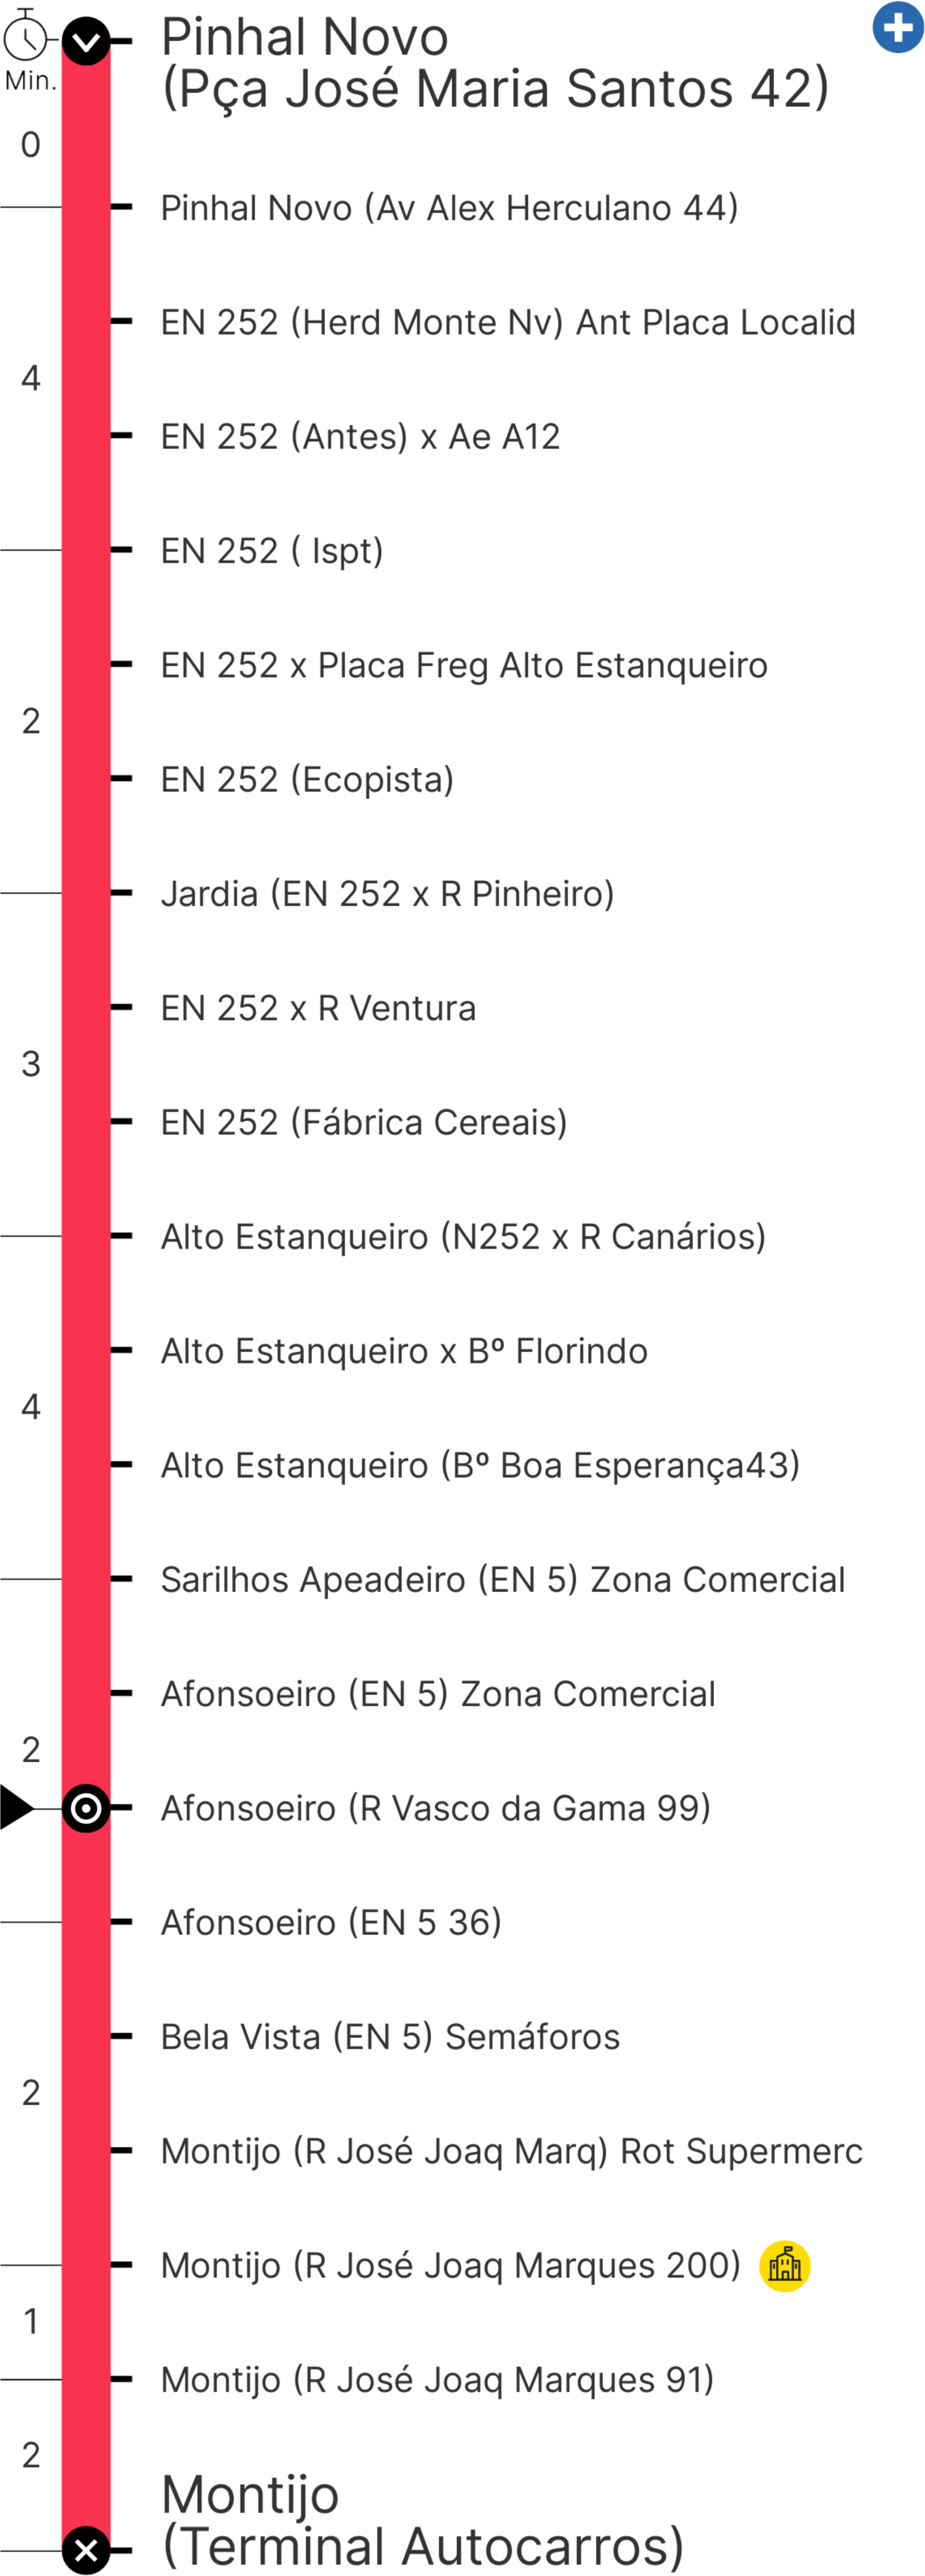 Pinhal Novo
(Pça José Maria Santos 42)
Min.
0
Pinhal Novo (Av Alex Herculano 44)
EN 252 (Herd Monte Nv) Ant Placa Localid
4
EN 252 (Antes) x Ae A12
EN 252 ( Ispt)
EN 252 x Placa Freg Alto Estanqueiro
2
EN 252 (Ecopista)
Jardia (EN 252 x R Pinheiro)
EN 252 x R Ventura
3
EN 252 (Fábrica Cereais)
Alto Estanqueiro (N252 x R Canários)
Alto Estanqueiro x Bº Florindo
4
Alto Estanqueiro (Bº Boa Esperança43)
Sarilhos Apeadeiro (EN 5) Zona Comercial
Afonsoeiro (EN 5) Zona Comercial
2
Afonsoeiro (R Vasco da Gama 99)
Afonsoeiro (EN 5 36)
Bela Vista (EN 5) Semáforos
2
Montijo (R José Joaq Marq) Rot Supermerc
Montijo (R José Joaq Marques 200)
1
Montijo (R José Joaq Marques 91)
2
Montijo
(Terminal Autocarros)